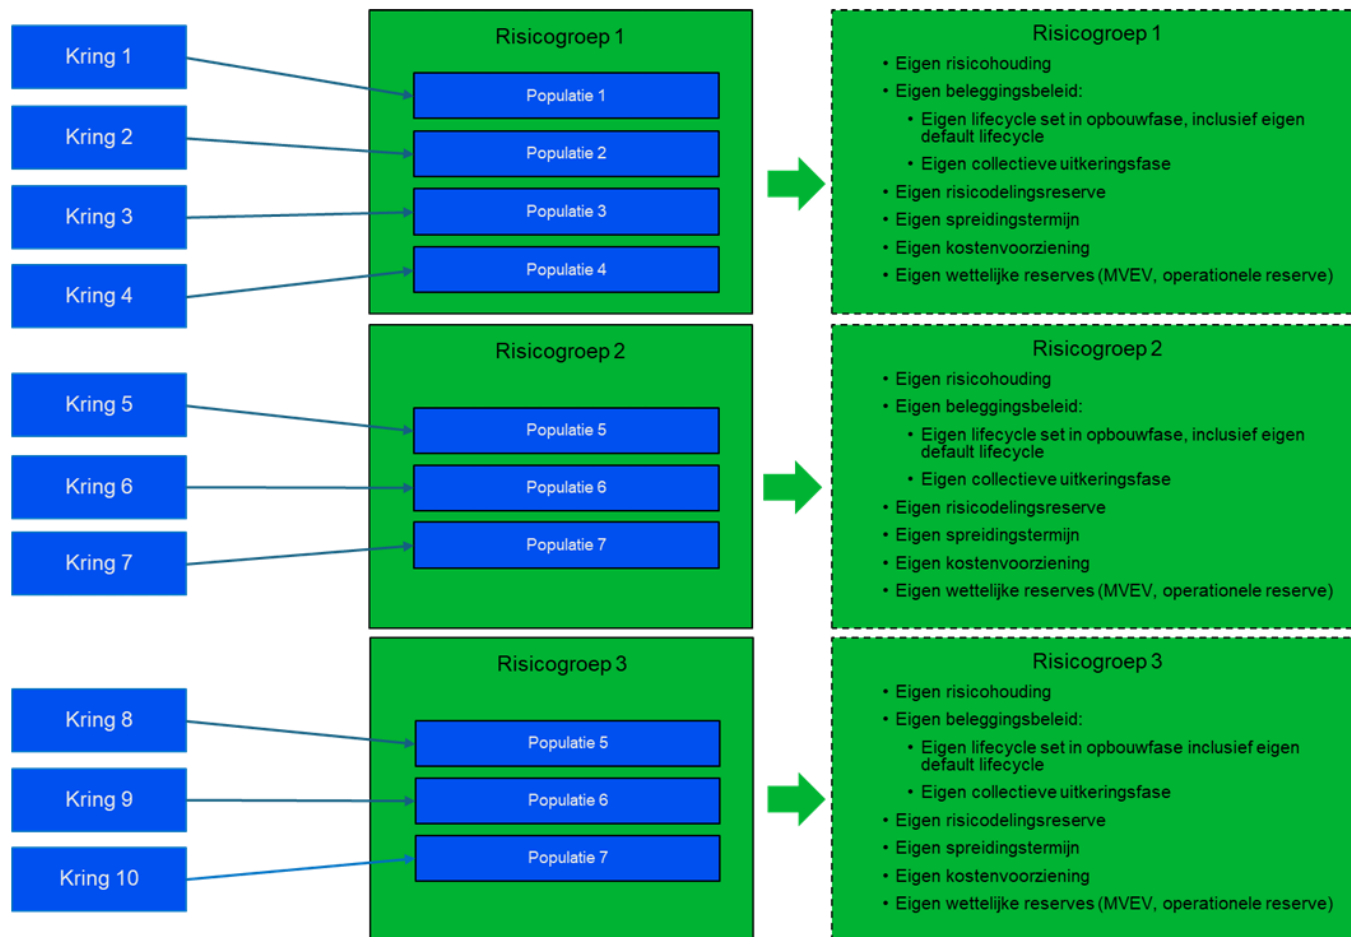 Kring 1
Kring 2
Kring 3
Kring 4
Risicogroep 1
Populatie 1
Populatie 2
Populatie 3
Populatie 4
Risicogroep 1
• Eigen risicohouding
• Eigen beleggingsbeleid:
• Eigen lifecycle set in opbouwfase, inclusief eigen
default lifecycle
• Eigen collectieve uitkeringsfase
• Eigen risicodelingsreserve
• Eigen spreidingstermijn
• Eigen kostenvoorziening
• Eigen wettelijke reserves (MVEV, operationele reserve)
Kring 5
Kring 6
Kring 7
Risicogroep 2
Populatie 5
Populatie 6
Populatie 7
Risicogroep 2
• Eigen risicohouding
• Eigen beleggingsbeleid:
• Eigen lifecycle set in opbouwfase, inclusief eigen
default lifecycle
• Eigen collectieve uitkeringsfase
• Eigen risicodelingsreserve
• Eigen spreidingstermijn
• Eigen kostenvoorziening
• Eigen wettelijke reserves (MVEV, operationele reserve)
Kring 8
Kring 9
Kring 10
Risicogroep 3
Populatie 5
Populatie 6
Populatie 7
Risicogroep 3
• Eigen risicohouding
• Eigen beleggingsbeleid:
• Eigen lifecycle set in opbouwfase inclusief eigen
default lifecycle
• Eigen collectieve uitkeringsfase
• Eigen risicodelingsreserve
• Eigen spreidingstermijn
• Eigen kostenvoorziening
• Eigen wettelijke reserves (MVEV, operationele reserve)